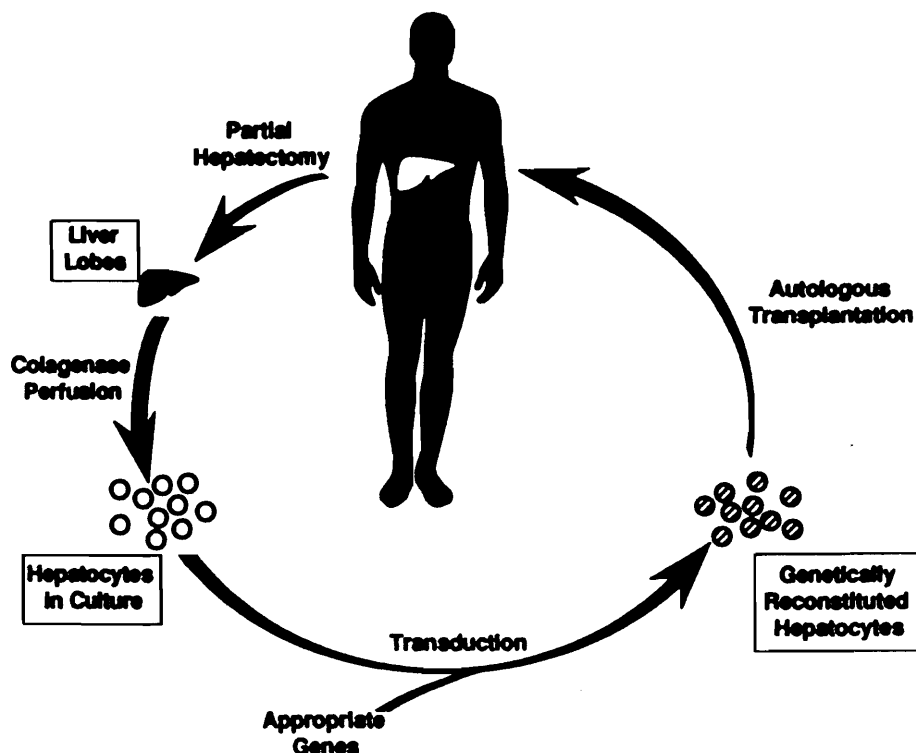 Partial
Hepatectomy
Liver
Lobes
Colagenase
Perfusion
Hepatocytes
in Culture
Transduction
Appropriate
Genes
Genetically
Reconstituted
Hepatocytes
Autologous
Transplantation